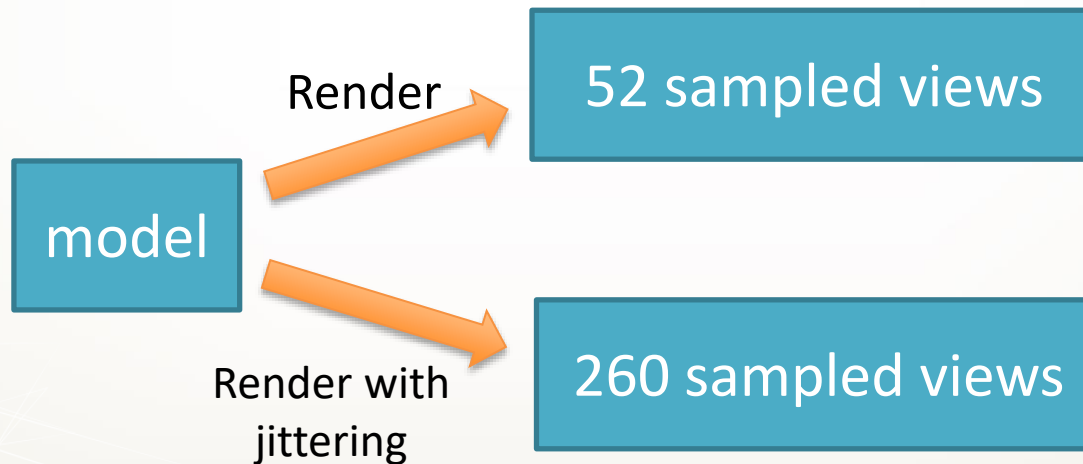 Render
52 sampled views
model
Render with
jittering
260 sampled views